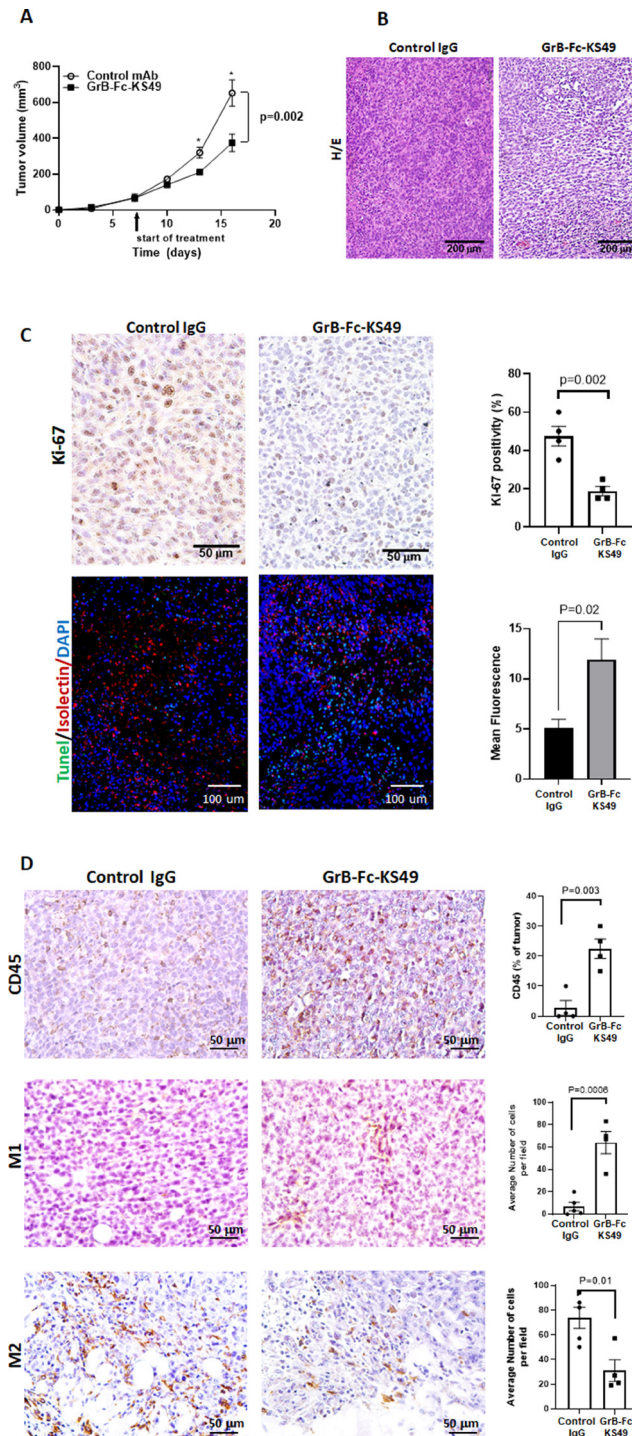 A
Control mAb
GrB-Fc-KS49
Tumor volume (mm3)
800
600
400
200
0
0
5
10
15
20
*
*
p=0.002
start of treatment
Time (days)
B
Control IgG
GrB-Fc-KS49
H/E
200 µm
200 µm
C
Control IgG
GrB-Fc-KS49
Ki-67
50 µm
50 µm
p=0.002
Ki-67 positivity (%)
80
60
40
20
0
Control
IgG
GrB-Fc
KS49
Tunel/Isolectin/DAPI
100 um
100 um
P=0.02
Mean Fluorescence
15
10
5
0
Control
IgG
GrB-Fc
KS49
D
Control IgG
GrB-Fc-KS49
CD45
50 µm
50 µm
P=0.003
CD45 (% of tumor)
40
30
20
10
0
Control
IgG
GrB-Fc
KS49
M1
50 µm
50 µm
P=0.0006
Average Number of cells
per field
100
80
60
40
20
0
Control
IgG
GrB-Fc
KS49
M2
50 µm
50 µm
P=0.01
Average Number of cells
per field
100
80
60
40
20
0
Control
IgG
GrB-Fc
KS49